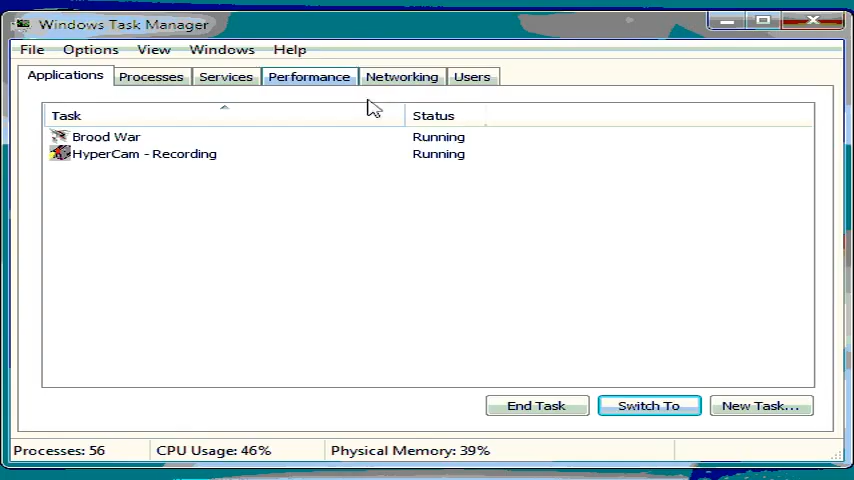 Windows Task Manager
File Options View Windows Help
Applications Processes Services Performance Networking Users
Task Status
Brood War Running
HyperCam - Recording Running
End Task Switch To New Task...
Processes: 56 CPU Usage: 46% Physical Memory: 39%